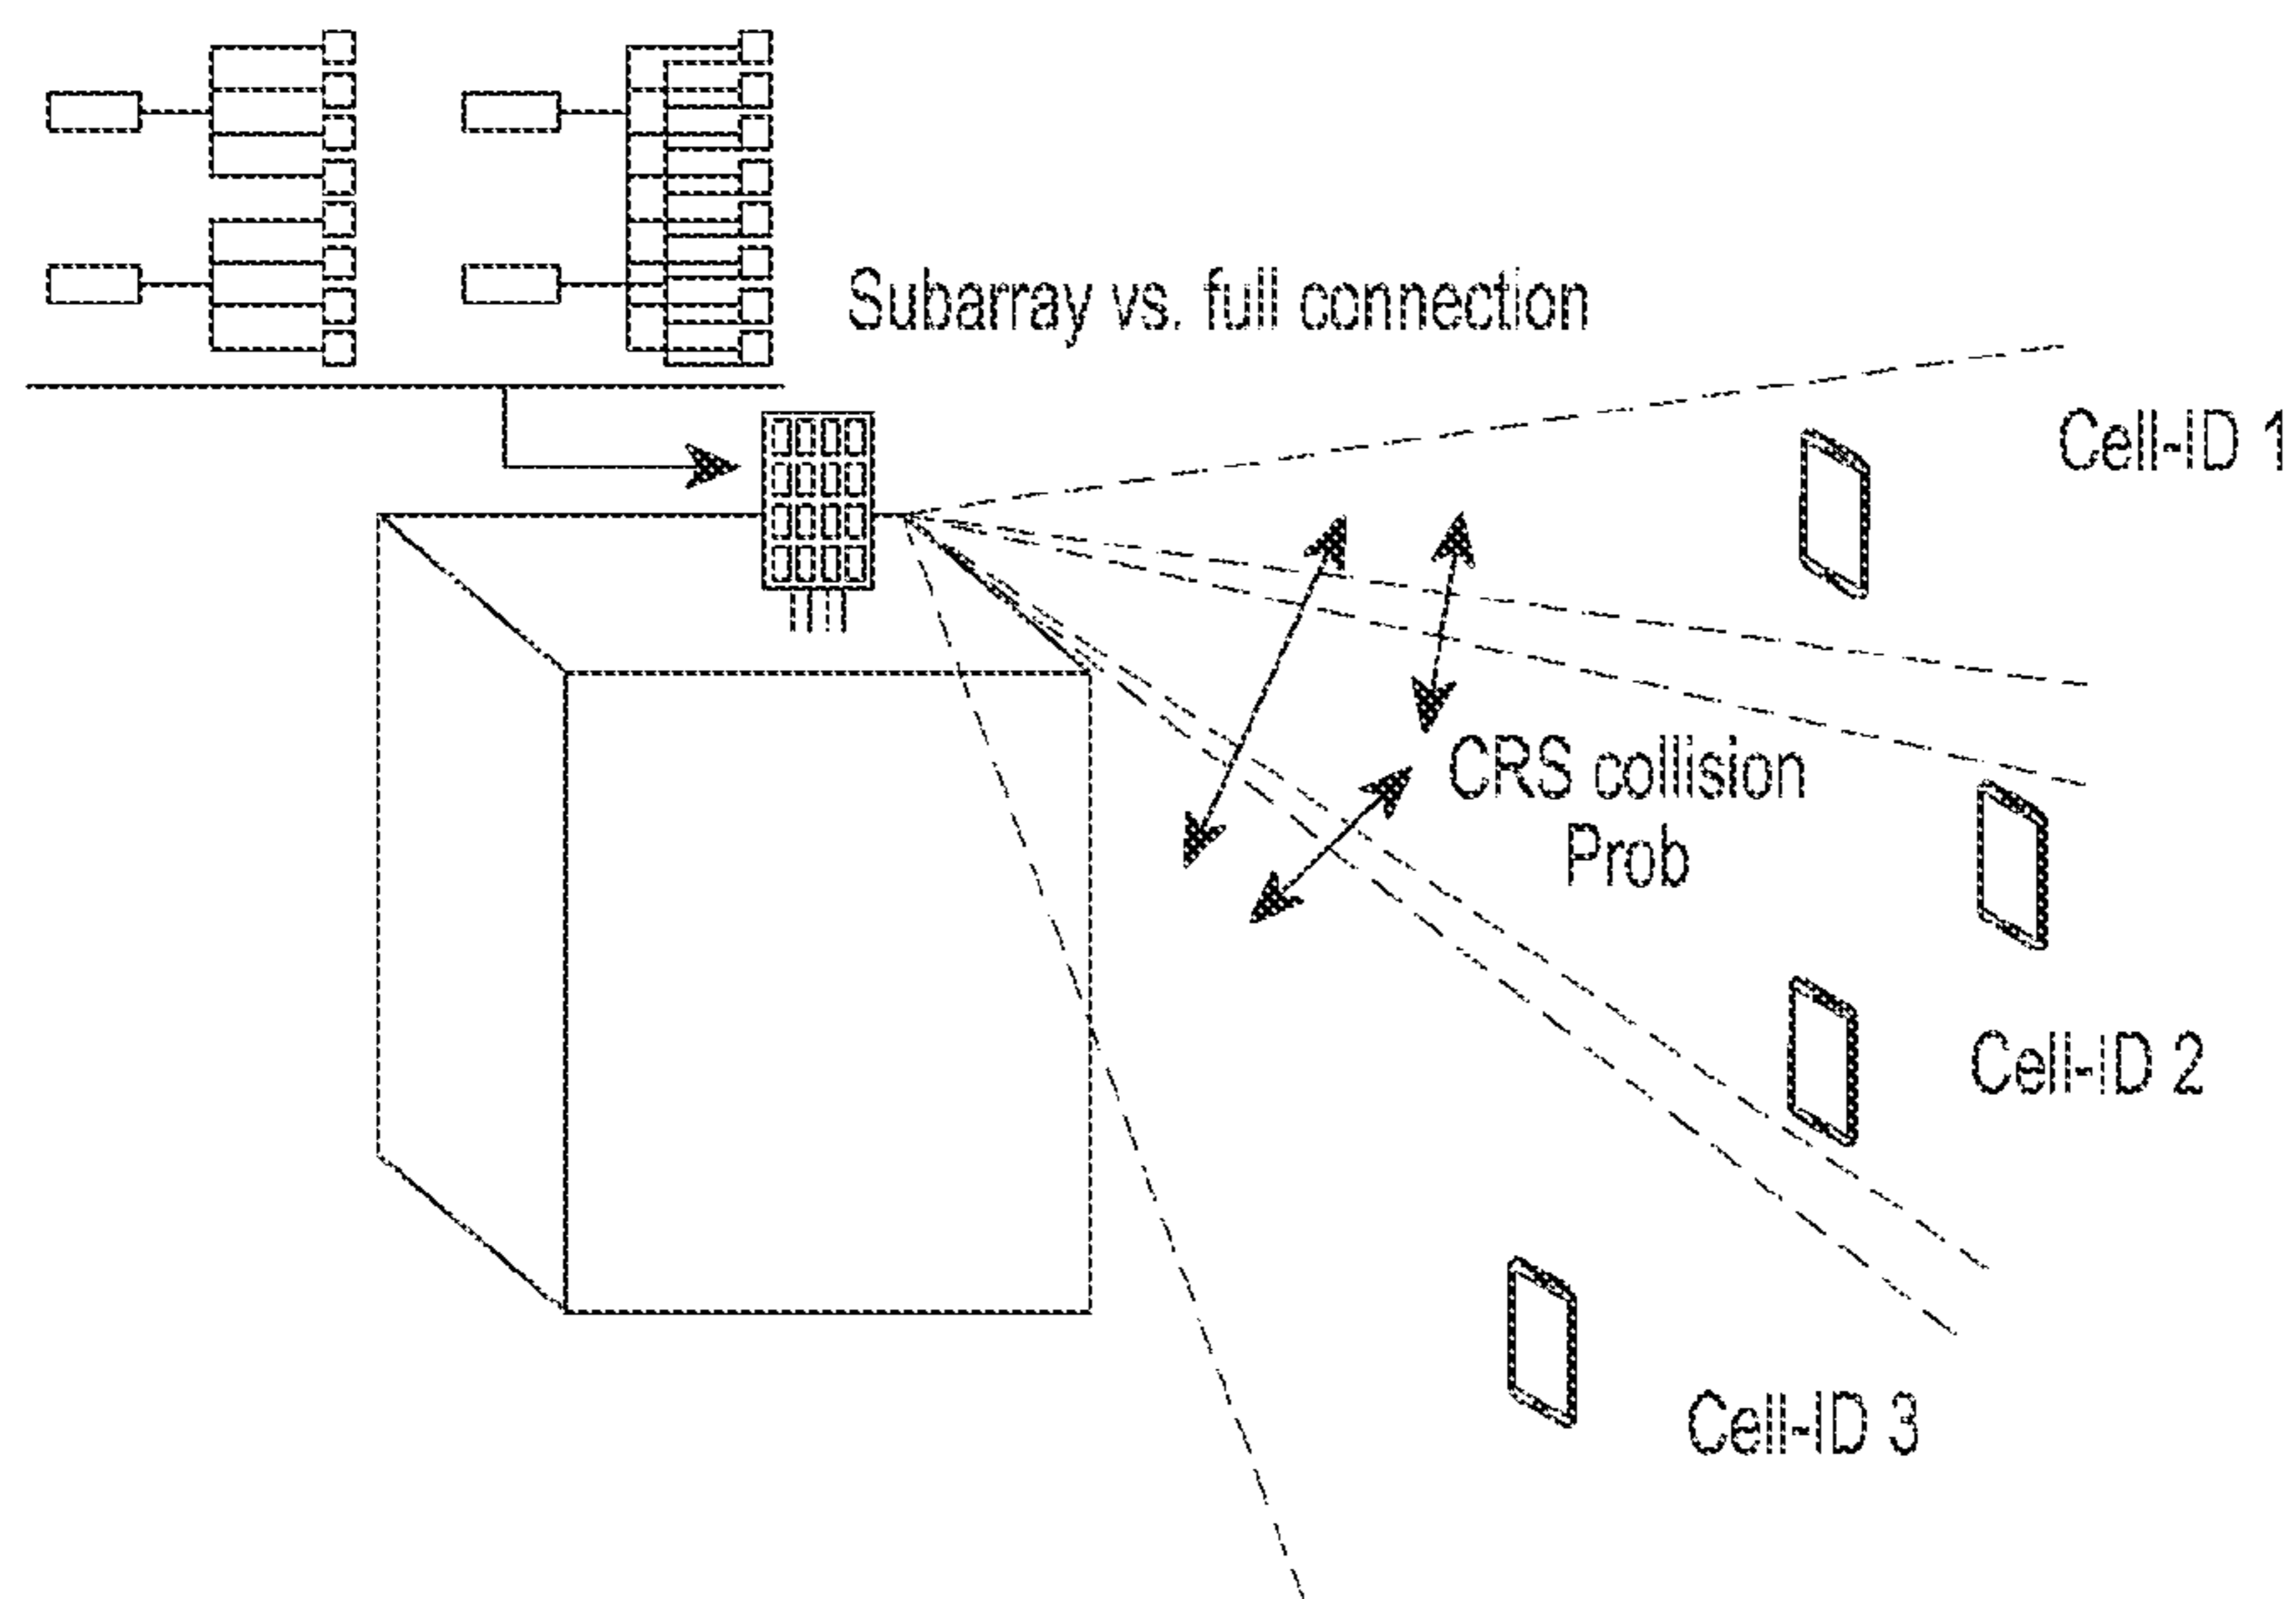 Subarray vs. full connection
Cell-ID 1
CRS collision
Prob
Cell-ID 2
Cell-ID 3